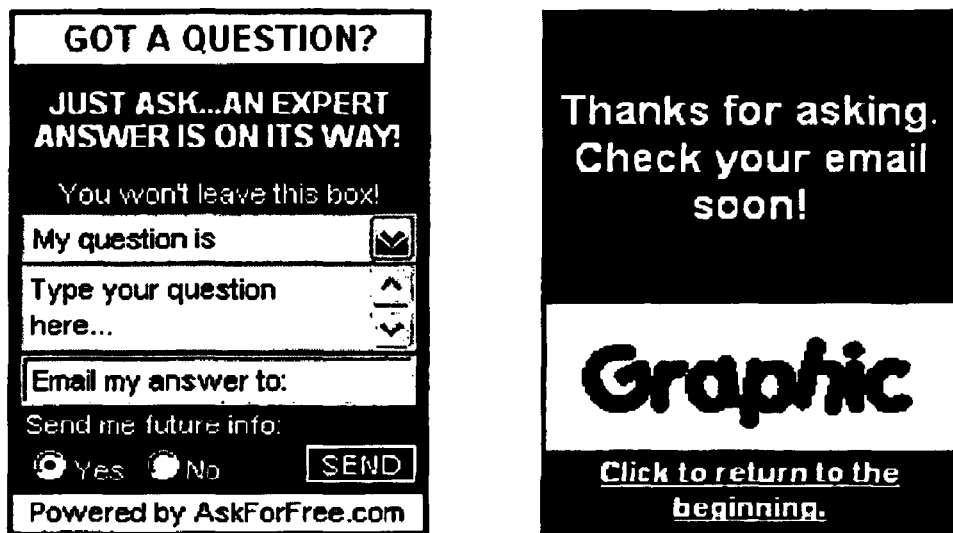 GOT A QUESTION?
JUST ASK...AN EXPERT
ANSWER IS ON ITS WAY!
You won't leave this box!
My question is
Type your question
here...
Email my answer to:
Send me future info:
Yes No SEND
Powered by AskForFree.com
Thanks for asking.
Check your email
soon!
Graphic
Click to return to the
beginning.